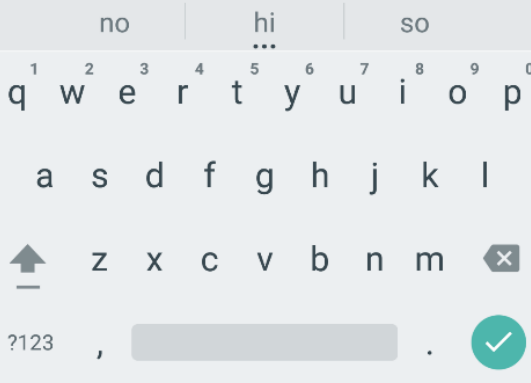 no hi so
1 2 3 4 5 6 7 8 9 0
q w e r t y u i o p
a s d f g h j k l
z x c v b n m
?123 , .